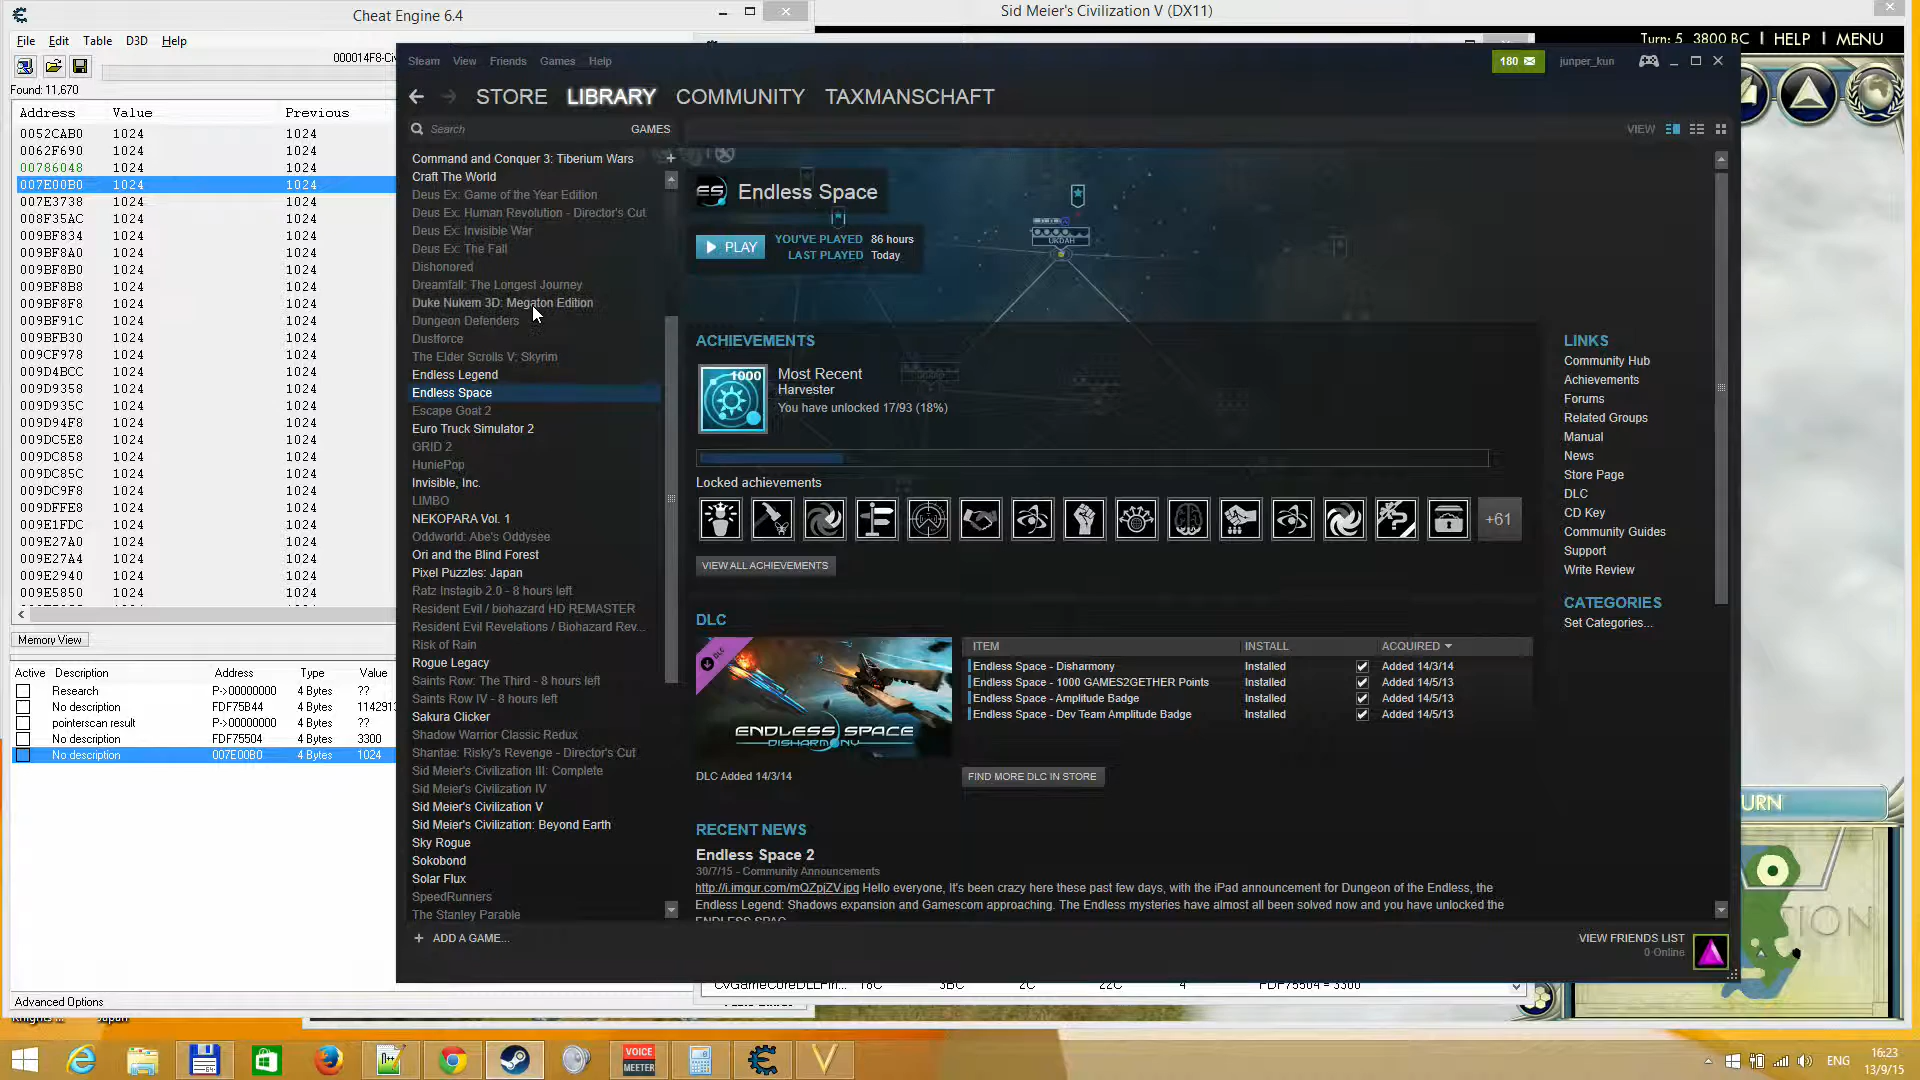 Cheat Engine 6.4
Sid Meier's Civilization V (DX11)
File Edit Table D3D Help
Turn: 5 3800 BC | HELP | MENU
000014F8-Civ
Found: 11,670
Address Value Previous
0052CAB0 1024 1024
0062F690 1024 1024
00786048 1024 1024
007E00B0 1024 1024
007E3738 1024 1024
008F35AC 1024 1024
009BF834 1024 1024
009BF8A0 1024 1024
009BF8B0 1024 1024
009BF8B8 1024 1024
009BF8F8 1024 1024
009BF91C 1024 1024
009BFB30 1024 1024
009CF978 1024 1024
009D4BCC 1024 1024
009D9358 1024 1024
009D935C 1024 1024
009D94F8 1024 1024
009DC5E8 1024 1024
009DC858 1024 1024
009DC85C 1024 1024
009DC9F8 1024 1024
009DFFE8 1024 1024
009E1FDC 1024 1024
009E27A0 1024 1024
009E27A4 1024 1024
009E2940 1024 1024
009E5850 1024 1024
Memory View
Active Description Address Type Value
Research P->00000000 4 Bytes ??
No description FDF75B44 4 Bytes 1142913
pointerscan result P->00000000 4 Bytes ??
No description FDF75504 4 Bytes 3300
No description 007E00B0 4 Bytes 1024
Advanced Options
Steam View Friends Games Help
180
junper_kun
STORE LIBRARY COMMUNITY TAXMANSCHAFT
Search
GAMES
VIEW
Command and Conquer 3: Tiberium Wars
Craft The World
Deus Ex: Game of the Year Edition
Deus Ex: Human Revolution - Director's Cut
Deus Ex: Invisible War
Deus Ex: The Fall
Dishonored
Dreamfall: The Longest Journey
Duke Nukem 3D: Megaton Edition
Dungeon Defenders
Dustforce
The Elder Scrolls V: Skyrim
Endless Legend
Endless Space
Escape Goat 2
Euro Truck Simulator 2
GRID 2
HuniePop
Invisible, Inc.
LIMBO
NEKOPARA Vol. 1
Oddworld: Abe's Oddysee
Ori and the Blind Forest
Pixel Puzzles: Japan
Ratz Instagib 2.0 - 8 hours left
Resident Evil / biohazard HD REMASTER
Resident Evil Revelations / Biohazard Rev...
Risk of Rain
Rogue Legacy
Saints Row: The Third - 8 hours left
Saints Row IV - 8 hours left
Sakura Clicker
Shadow Warrior Classic Redux
Shantae: Risky's Revenge - Director's Cut
Sid Meier's Civilization III: Complete
Sid Meier's Civilization IV
Sid Meier's Civilization V
Sid Meier's Civilization: Beyond Earth
Sky Rogue
Sokobond
Solar Flux
SpeedRunners
The Stanley Parable
+ ADD A GAME...
ES Endless Space
PLAY
YOU'VE PLAYED 86 hours
LAST PLAYED Today
UKDAH
ACHIEVEMENTS
1000
Most Recent
Harvester
You have unlocked 17/93 (18%)
Locked achievements
+61
VIEW ALL ACHIEVEMENTS
DLC
DLC
ENDLESS SPACE
DISHARMONY
DLC Added 14/3/14
ITEM INSTALL ACQUIRED
Endless Space - Disharmony Installed Added 14/3/14
Endless Space - 1000 GAMES2GETHER Points Installed Added 14/5/13
Endless Space - Amplitude Badge Installed Added 14/5/13
Endless Space - Dev Team Amplitude Badge Installed Added 14/5/13
FIND MORE DLC IN STORE
RECENT NEWS
Endless Space 2
30/7/15 - Community Announcements
http://i.imgur.com/mQZpjZV.jpg Hello everyone, It's been crazy here these past few days, with the iPad announcement for Dungeon of the Endless, the
Endless Legend: Shadows expansion and Gamescom approaching. The Endless mysteries have almost all been solved now and you have unlocked the
ENDLESS SPAC
LINKS
Community Hub
Achievements
Forums
Related Groups
Manual
News
Store Page
DLC
CD Key
Community Guides
Support
Write Review
CATEGORIES
Set Categories...
VIEW FRIENDS LIST
0 Online
URN
CvGameCoreDLLFin... 18C 3BC 2C 22C 4 FDF75504 = 3300
Knights ... Japan
64
n++
VOICE
MEETER
ENG
16:23
13/9/15